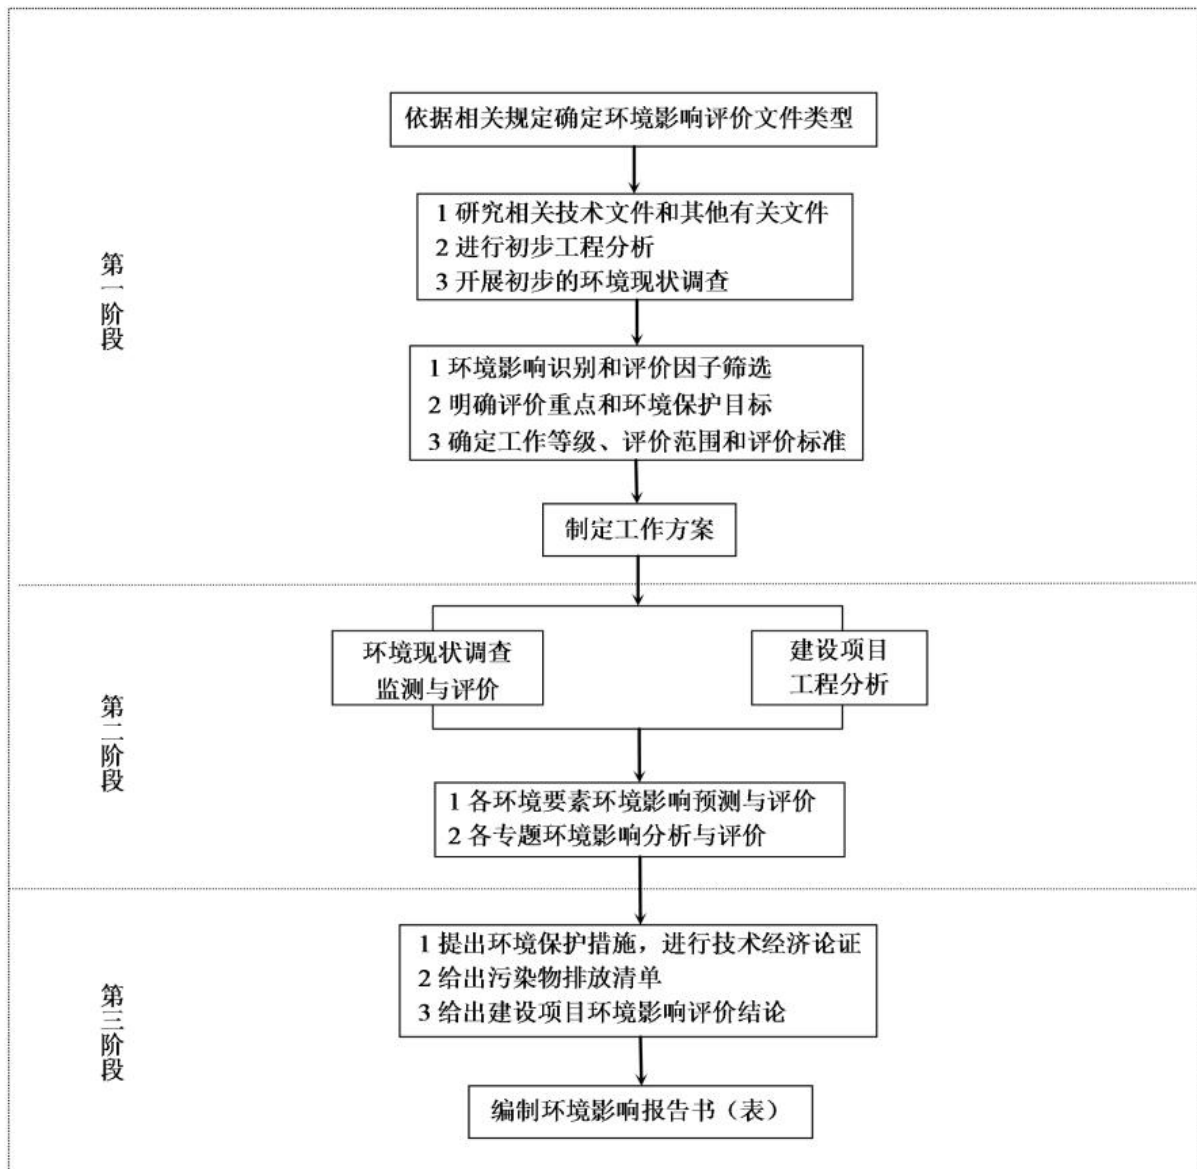 依据相关规定确定环境影响评价文件类型
1 研究相关技术文件和其他有关文件
2 进行初步工程分析
3 开展初步的环境现状调查
第一阶段
1 环境影响识别和评价因子筛选
2 明确评价重点和环境保护目标
3 确定工作等级、评价范围和评价标准
制定工作方案
环境现状调查
监测与评价
建设项目
工程分析
第二阶段
1 各环境要素环境影响预测与评价
2 各专题环境影响分析与评价
1 提出环境保护措施，进行技术经济论证
2 给出污染物排放清单
3 给出建设项目环境影响评价结论
第三阶段
编制环境影响报告书（表）